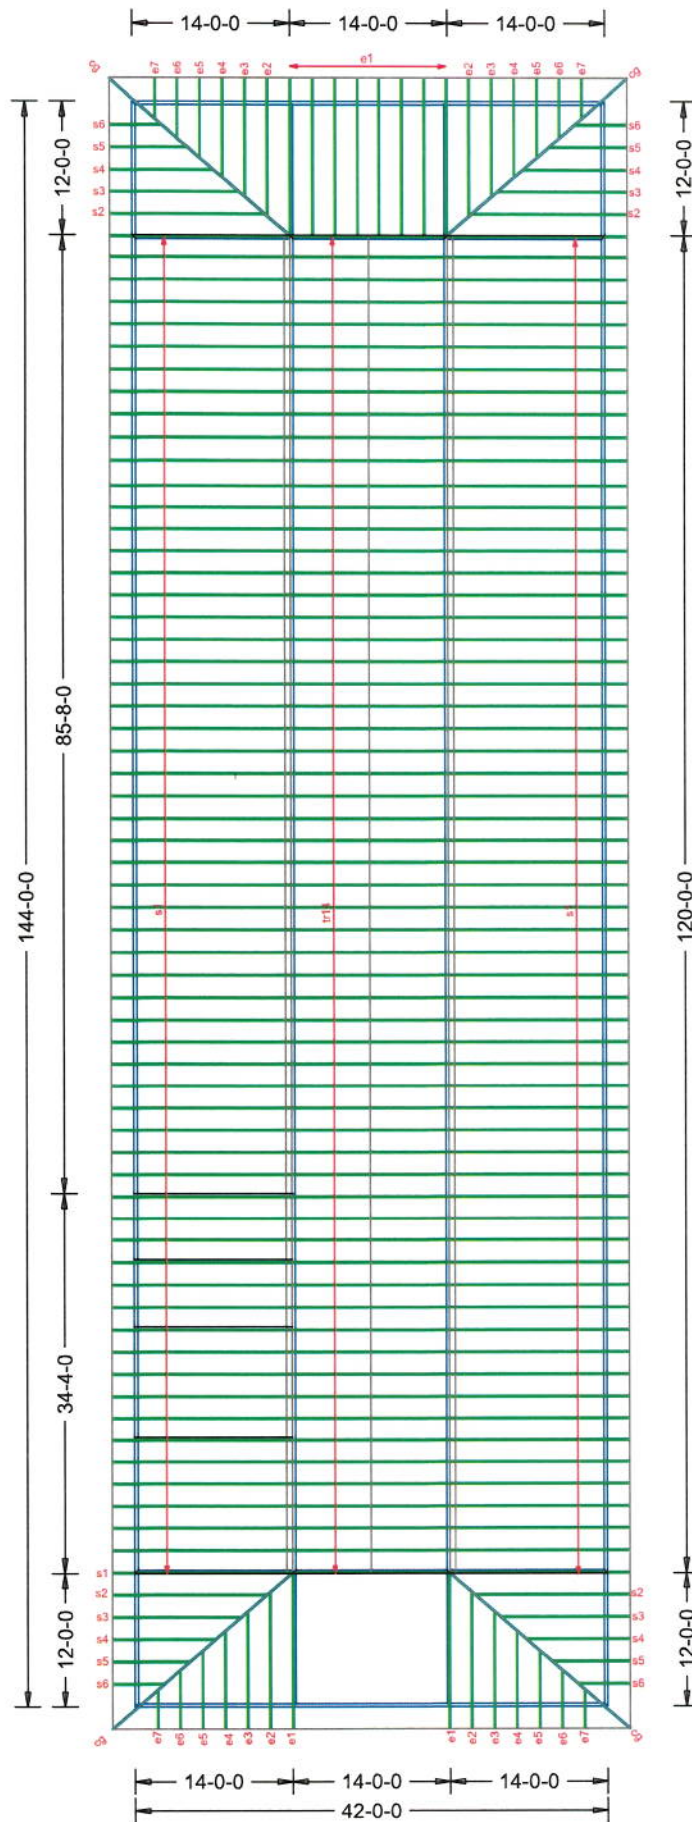 14-0-0 14-0-0 14-0-0
e1
e7 e6 e5 e4 e3 e2 e2 e3 e4 e5 e6 e7
s6 s6
s5 s5
s4 s4
s3 s3
s2 s2
12-0-0 12-0-0
85-8-0
144-0-0 120-0-0
s1 tr14 s1
34-4-0
s1
s2 s2
s3 s3
s4 s4
s5 s5
s6 s6
12-0-0 12-0-0
e7 e6 e5 e4 e3 e2 e1 e1 e2 e3 e4 e5 e6 e7
14-0-0 14-0-0 14-0-0
42-0-0